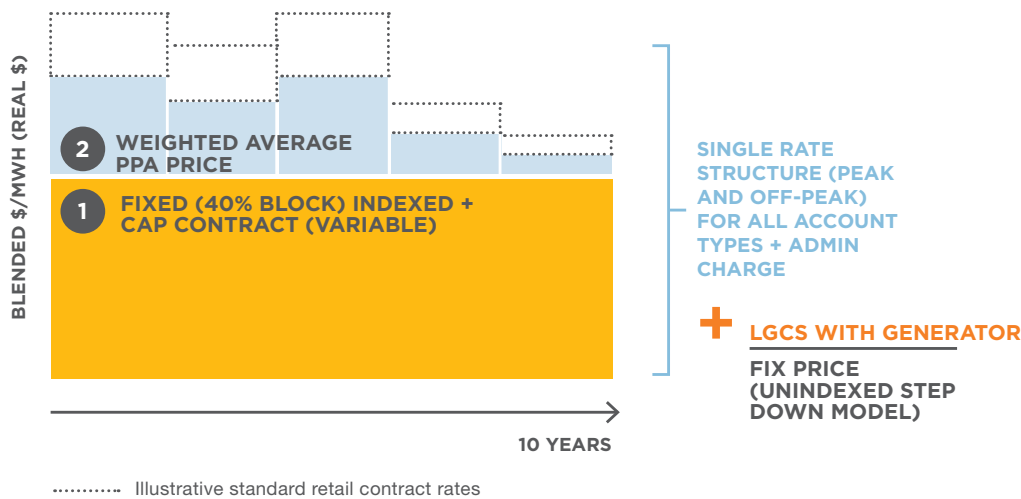 BLENDED $/MWH (REAL $)
2
WEIGHTED AVERAGE
PPA PRICE
1
FIXED (40% BLOCK) INDEXED +
CAP CONTRACT (VARIABLE)
10 YEARS
Illustrative standard retail contract rates
SINGLE RATE
STRUCTURE (PEAK
AND OFF-PEAK)
FOR ALL ACCOUNT
TYPES + ADMIN
CHARGE
+
LGCS WITH GENERATOR
FIX PRICE
(UNINDEXED STEP
DOWN MODEL)